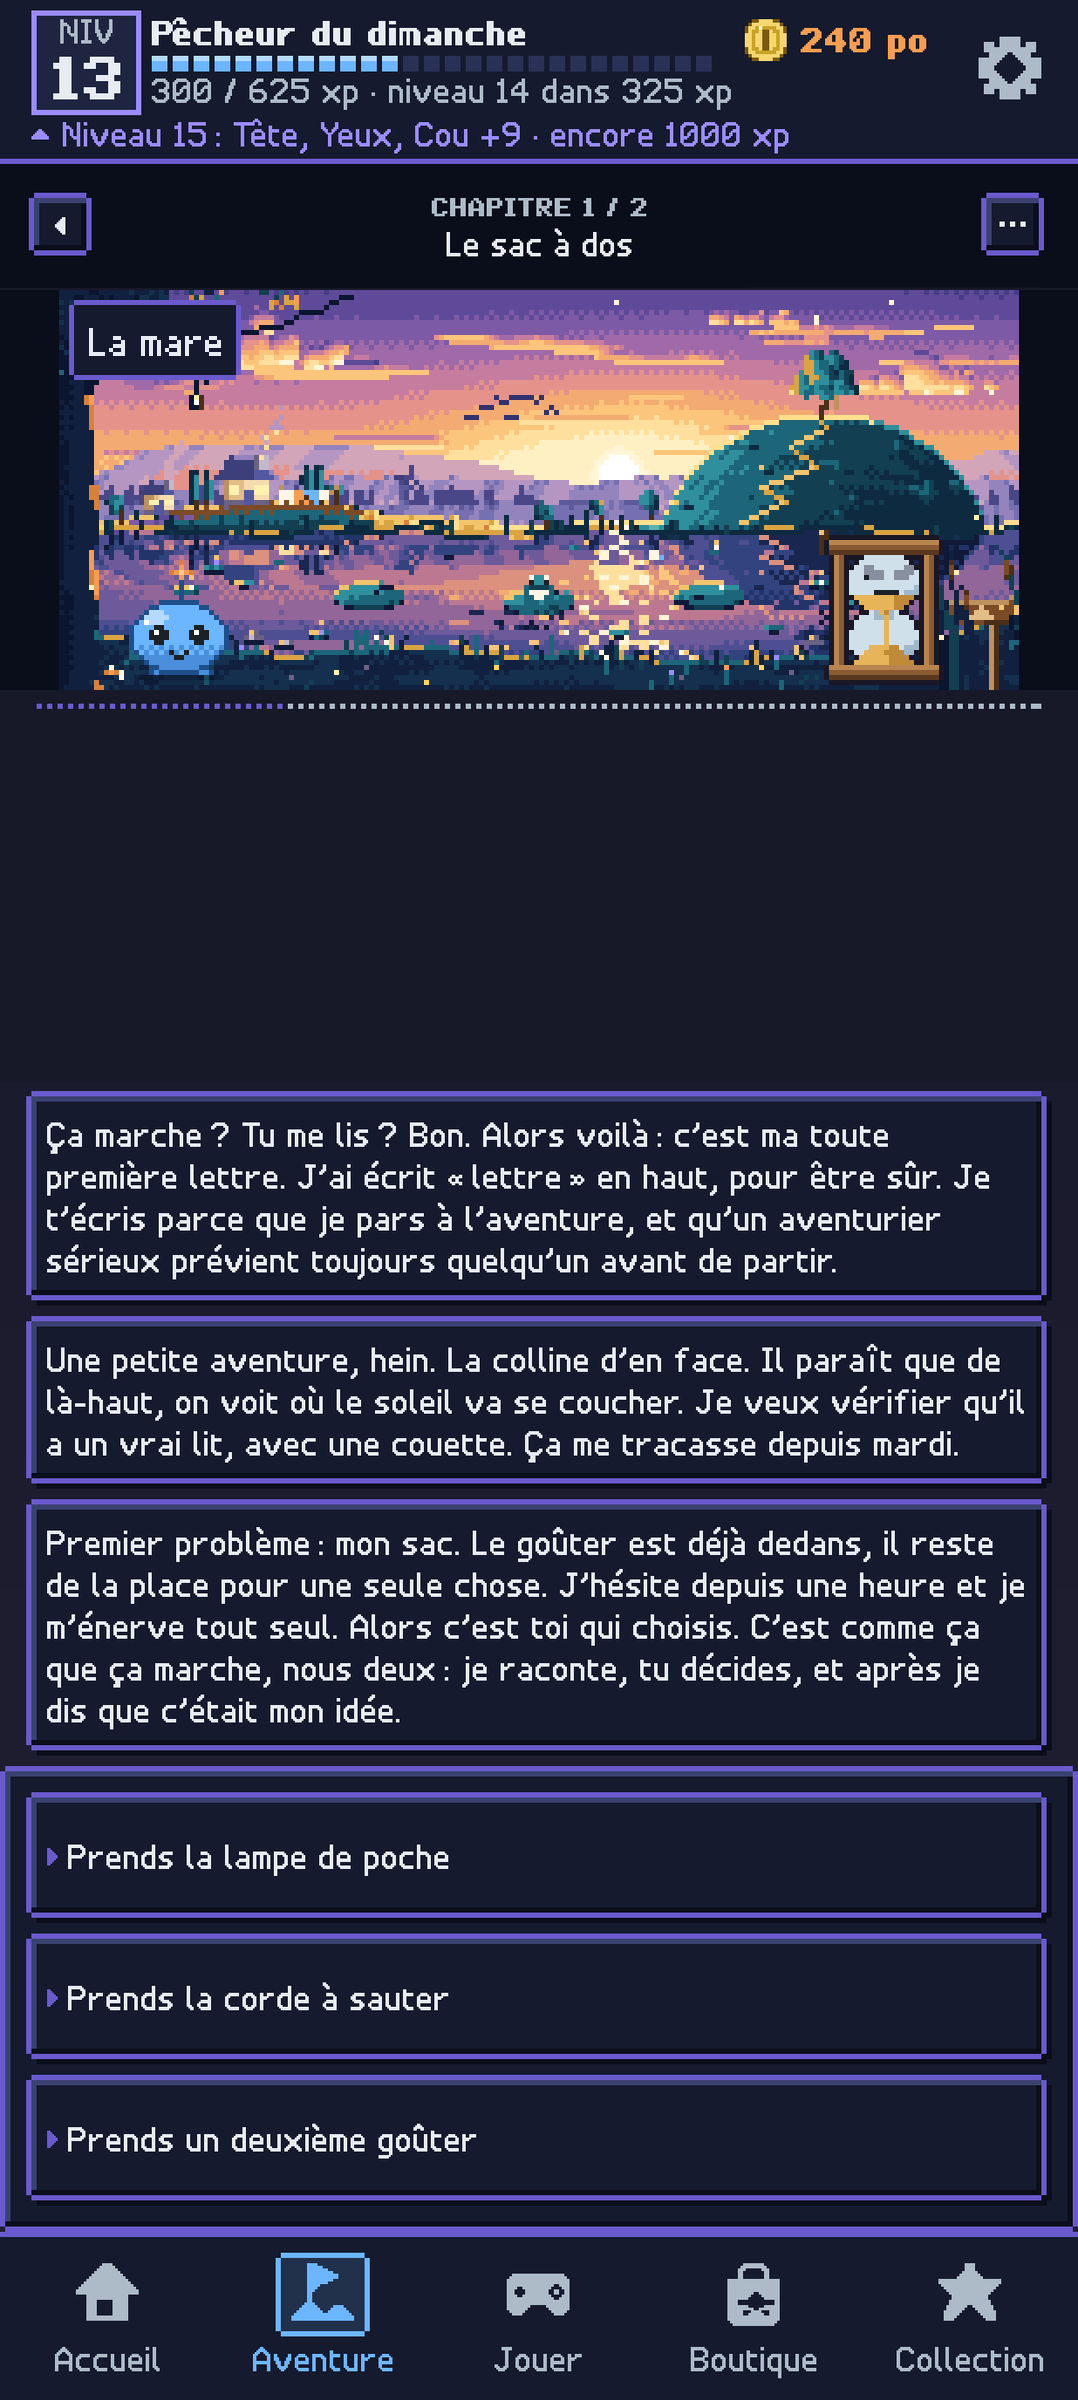 NIV
13
Pêcheur du dimanche
240 po
300 / 625 xp · niveau 14 dans 325 xp
Niveau 15 : Tête, Yeux, Cou +9 · encore 1000 xp
CHAPITRE 1 / 2
Le sac à dos
La mare
Ça marche ? Tu me lis ? Bon. Alors voilà : c’est ma toute
première lettre. J’ai écrit « lettre » en haut, pour être sûr. Je
t’écris parce que je pars à l’aventure, et qu’un aventurier
sérieux prévient toujours quelqu’un avant de partir.
Une petite aventure, hein. La colline d’en face. Il paraît que de
là-haut, on voit où le soleil va se coucher. Je veux vérifier qu’il
a un vrai lit, avec une couette. Ça me tracasse depuis mardi.
Premier problème : mon sac. Le goûter est déjà dedans, il reste
de la place pour une seule chose. J’hésite depuis une heure et je
m’énerve tout seul. Alors c’est toi qui choisis. C’est comme ça
que ça marche, nous deux : je raconte, tu décides, et après je
dis que c’était mon idée.
Prends la lampe de poche
Prends la corde à sauter
Prends un deuxième goûter
Accueil
Aventure
Jouer
Boutique
Collection